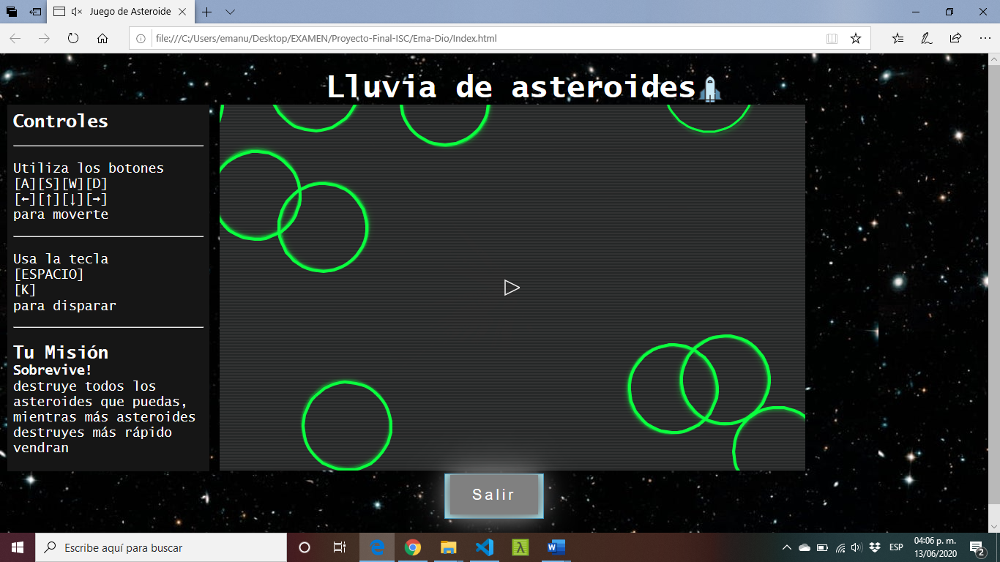 Juego de Asteroide
file:///C:/Users/emanu/Desktop/EXAMEN/Proyecto-Final-ISC/Ema-Dio/Index.html
Lluvia de asteroides
Controles
Utiliza los botones
[A][S][W][D]
[←][↑][↓][→]
para moverte
Usa la tecla
[ESPACIO]
[K]
para disparar
Tu Misión
Sobrevive!
destruye todos los
asteroides que puedas,
mientras más asteroides
destruyes más rápido
vendran
Salir
Escribe aquí para buscar
ESP
04:06 p. m.
13/06/2020
2